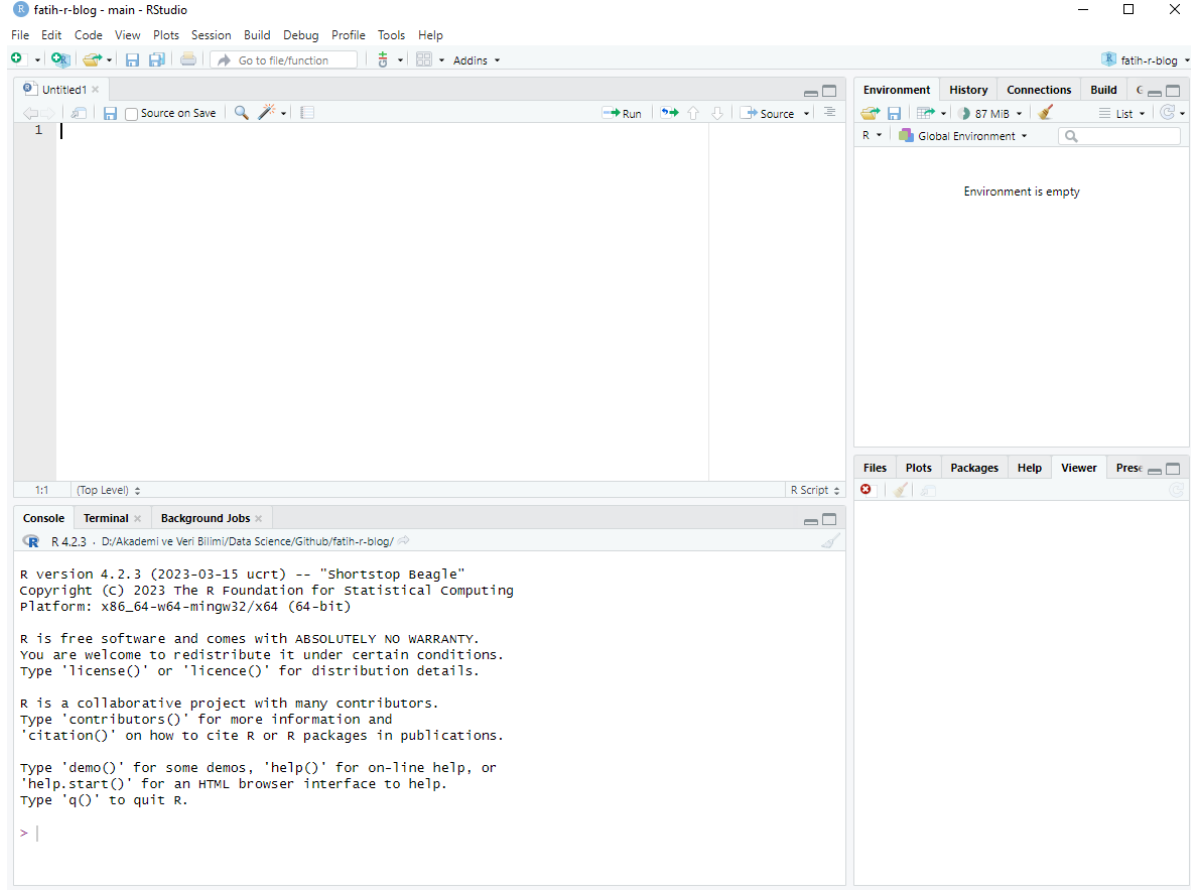 fatih-r-blog - main - RStudio
File Edit Code View Plots Session Build Debug Profile Tools Help
Go to file/function Addins fatih-r-blog
Untitled1
Source on Save Run Source
1
1:1 (Top Level) R Script
Console Terminal Background Jobs
R 4.2.3 · D:/Akademi ve Veri Bilimi/Data Science/Github/fatih-r-blog/
R version 4.2.3 (2023-03-15 ucrt) -- "Shortstop Beagle"
Copyright (C) 2023 The R Foundation for Statistical Computing
Platform: x86_64-w64-mingw32/x64 (64-bit)
R is free software and comes with ABSOLUTELY NO WARRANTY.
You are welcome to redistribute it under certain conditions.
Type 'license()' or 'licence()' for distribution details.
R is a collaborative project with many contributors.
Type 'contributors()' for more information and
'citation()' on how to cite R or R packages in publications.
Type 'demo()' for some demos, 'help()' for on-line help, or
'help.start()' for an HTML browser interface to help.
Type 'q()' to quit R.
>
Environment History Connections Build G
87 MiB List
R Global Environment
Environment is empty
Files Plots Packages Help Viewer Prese